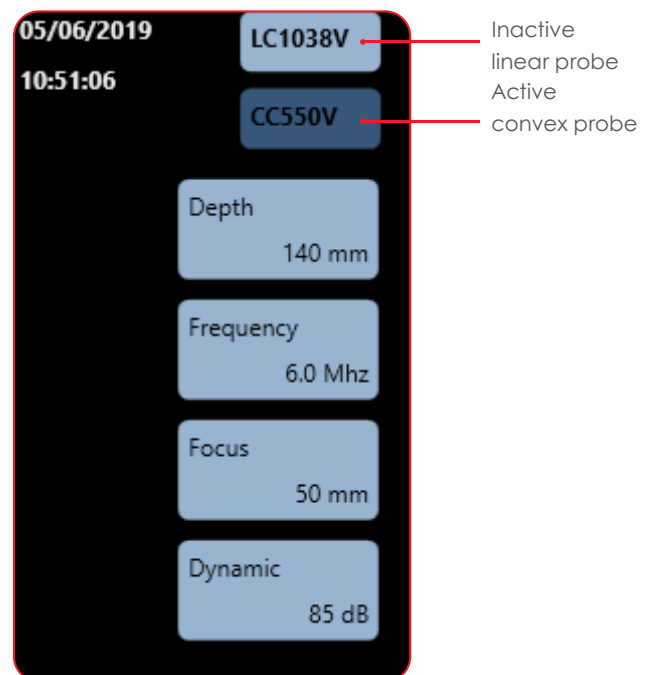 05/06/2019
10:51:06
LC1038V
Inactive
linear probe
CC550V
Active
convex probe
Depth
140 mm
Frequency
6.0 Mhz
Focus
50 mm
Dynamic
85 dB